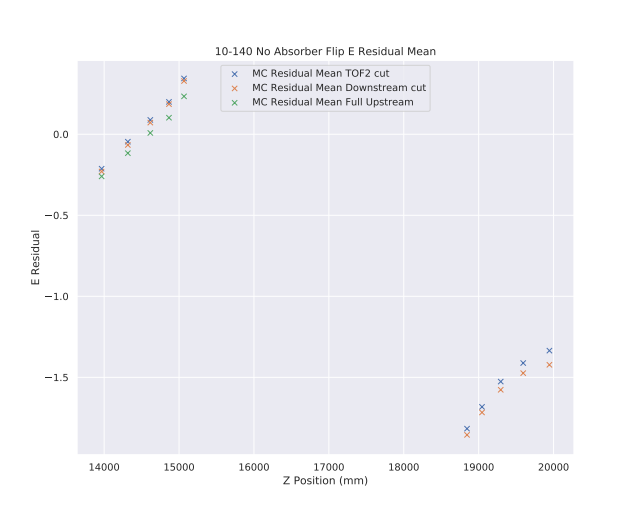 10-140 No Absorber Flip E Residual Mean
MC Residual Mean TOF2 cut
MC Residual Mean Downstream cut
MC Residual Mean Full Upstream
0.0
−0.5
−1.0
−1.5
E Residual
14000 15000 16000 17000 18000 19000 20000
Z Position (mm)